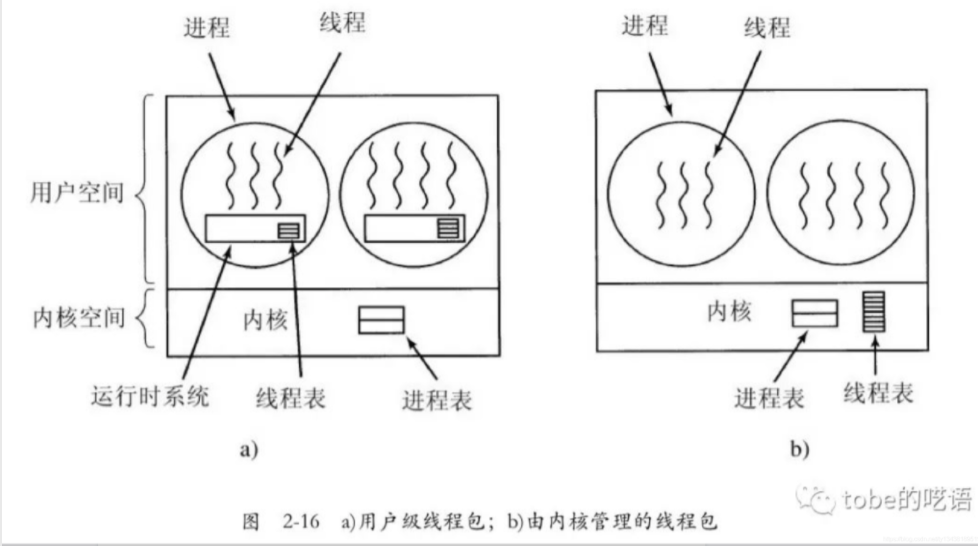 进程
线程
进程
线程
用户空间
内核空间
内核
内核
运行时系统
线程表
进程表
进程表
线程表
a)
b)
tobe的呓语
图 2-16 a)用户级线程包；b)由内核管理的线程包